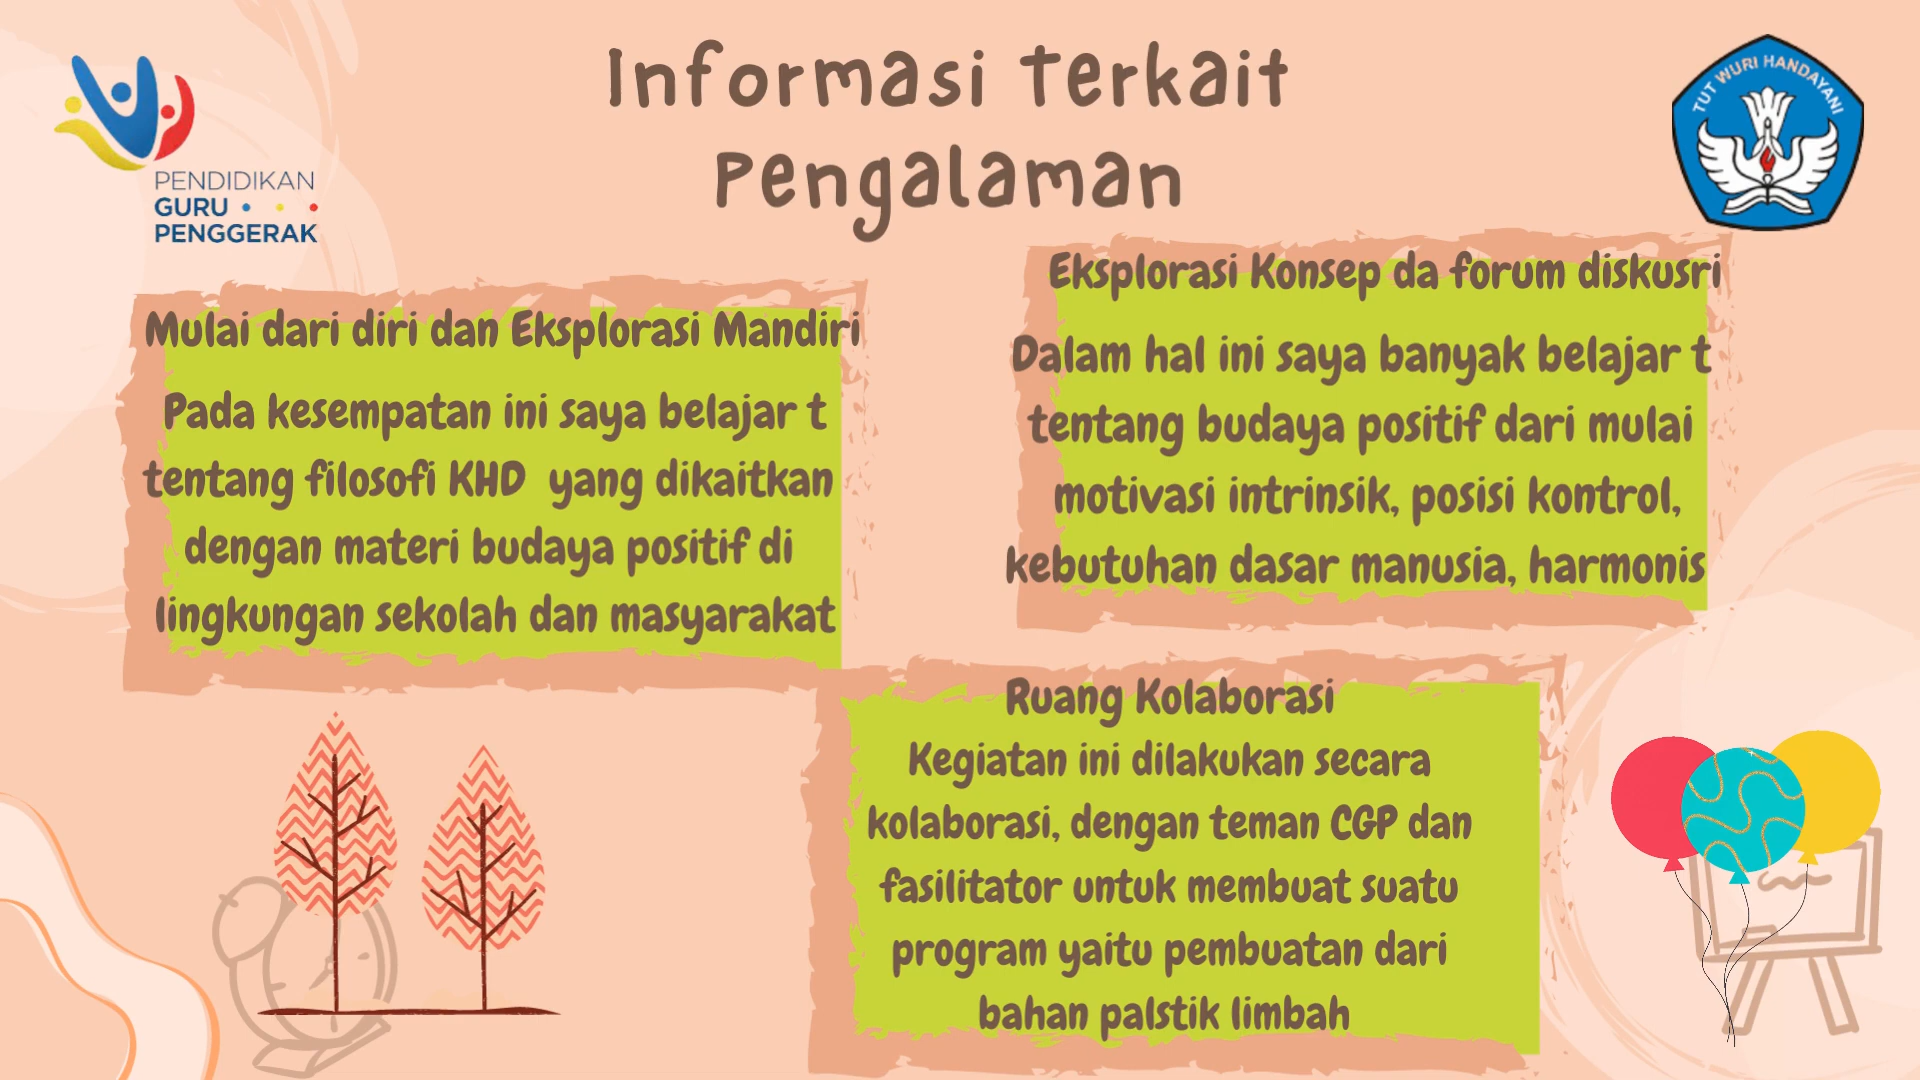 Informasi Terkait
Pengalaman
PENDIDIKAN
GURU
PENGGERAK
TUT WURI HANDAYANI
Mulai dari diri dan Eksplorasi Mandiri
Pada kesempatan ini saya belajar t
tentang filosofi KHD yang dikaitkan
dengan materi budaya positif di
lingkungan sekolah dan masyarakat
Eksplorasi Konsep da forum diskusri
Dalam hal ini saya banyak belajar t
tentang budaya positif dari mulai
motivasi intrinsik, posisi kontrol,
kebutuhan dasar manusia, harmonis
Ruang Kolaborasi
Kegiatan ini dilakukan secara
kolaborasi, dengan teman CGP dan
fasilitator untuk membuat suatu
program yaitu pembuatan dari
bahan palstik limbah